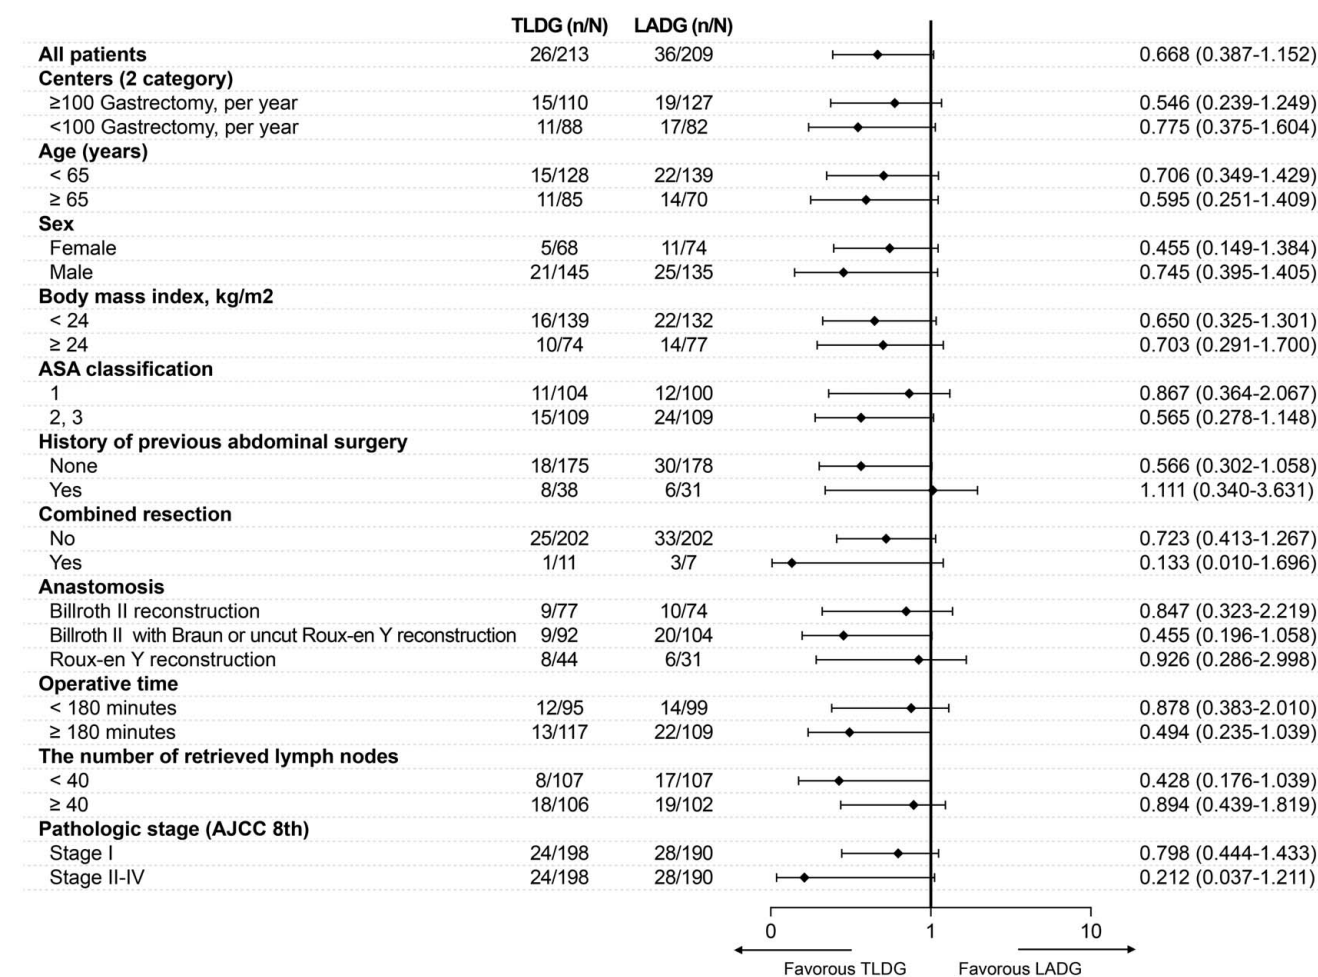 TLDG (n/N) LADG (n/N)
All patients 26/213 36/209 0.668 (0.387-1.152)
Centers (2 category)
≥100 Gastrectomy, per year 15/110 19/127 0.546 (0.239-1.249)
<100 Gastrectomy, per year 11/88 17/82 0.775 (0.375-1.604)
Age (years)
< 65 15/128 22/139 0.706 (0.349-1.429)
≥ 65 11/85 14/70 0.595 (0.251-1.409)
Sex
Female 5/68 11/74 0.455 (0.149-1.384)
Male 21/145 25/135 0.745 (0.395-1.405)
Body mass index, kg/m2
< 24 16/139 22/132 0.650 (0.325-1.301)
≥ 24 10/74 14/77 0.703 (0.291-1.700)
ASA classification
1 11/104 12/100 0.867 (0.364-2.067)
2, 3 15/109 24/109 0.565 (0.278-1.148)
History of previous abdominal surgery
None 18/175 30/178 0.566 (0.302-1.058)
Yes 8/38 6/31 1.111 (0.340-3.631)
Combined resection
No 25/202 33/202 0.723 (0.413-1.267)
Yes 1/11 3/7 0.133 (0.010-1.696)
Anastomosis
Billroth II reconstruction 9/77 10/74 0.847 (0.323-2.219)
Billroth II with Braun or uncut Roux-en Y reconstruction 9/92 20/104 0.455 (0.196-1.058)
Roux-en Y reconstruction 8/44 6/31 0.926 (0.286-2.998)
Operative time
< 180 minutes 12/95 14/99 0.878 (0.383-2.010)
≥ 180 minutes 13/117 22/109 0.494 (0.235-1.039)
The number of retrieved lymph nodes
< 40 8/107 17/107 0.428 (0.176-1.039)
≥ 40 18/106 19/102 0.894 (0.439-1.819)
Pathologic stage (AJCC 8th)
Stage I 24/198 28/190 0.798 (0.444-1.433)
Stage II-IV 24/198 28/190 0.212 (0.037-1.211)
0 1 10
Favorous TLDG Favorous LADG